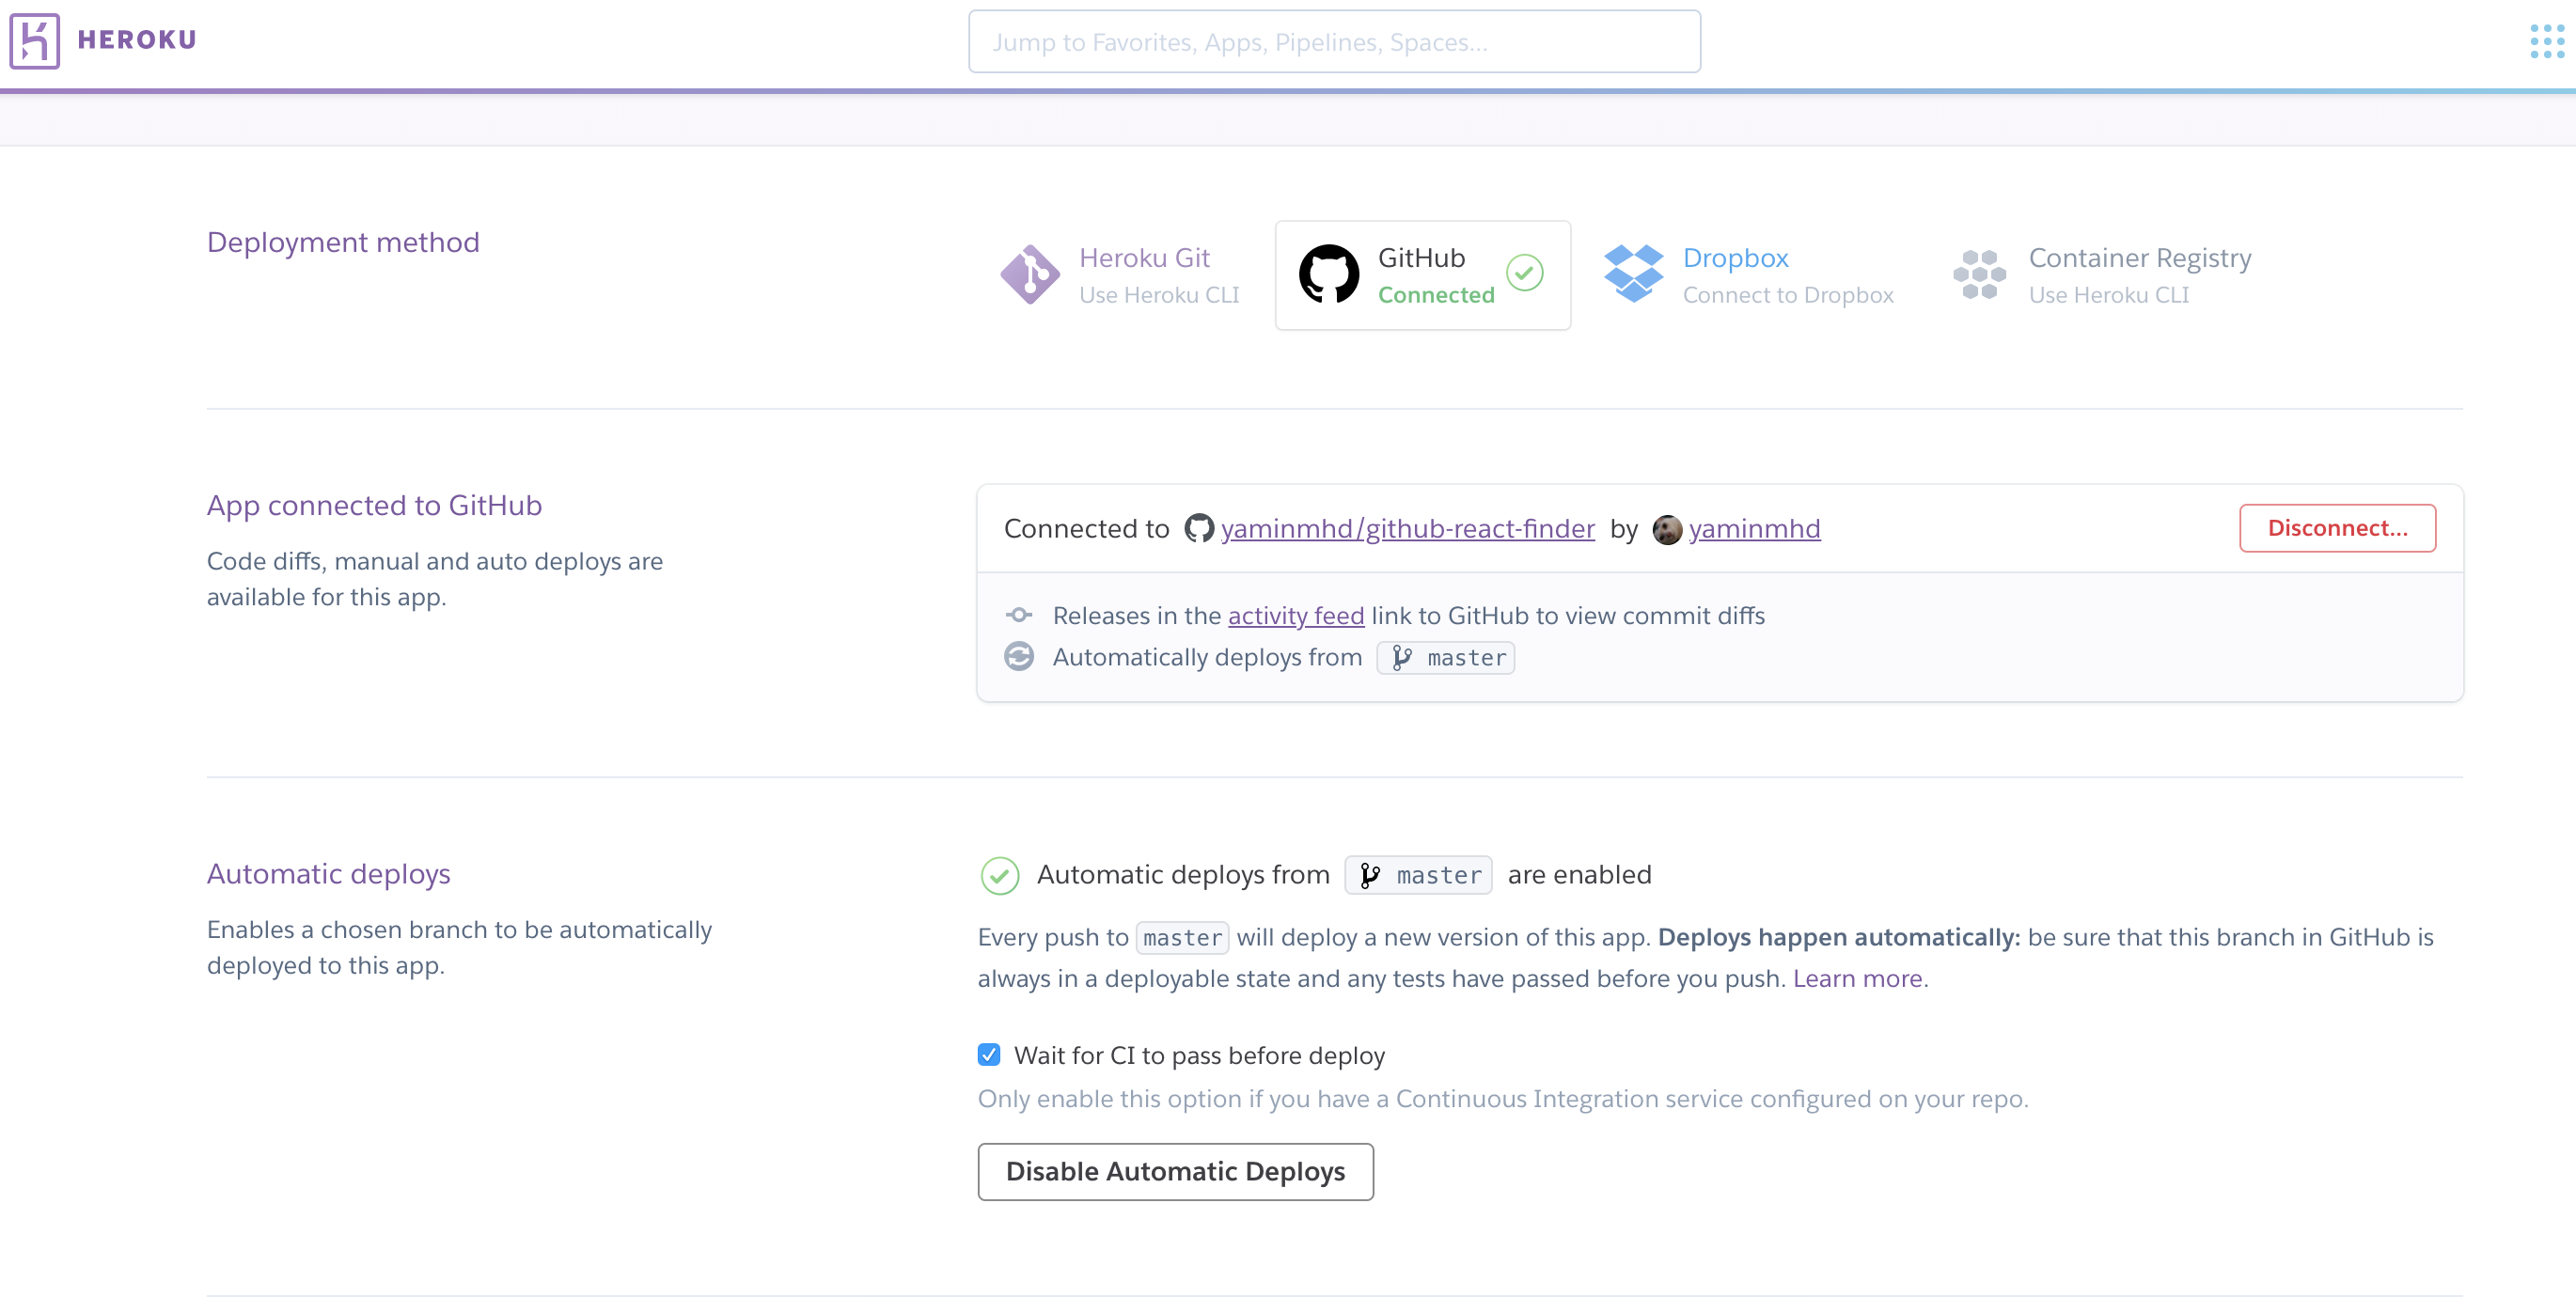 HEROKU
Jump to Favorites, Apps, Pipelines, Spaces...
Deployment method
Heroku Git
Use Heroku CLI
GitHub
Connected
Dropbox
Connect to Dropbox
Container Registry
Use Heroku CLI
App connected to GitHub
Code diffs, manual and auto deploys are
available for this app.
Connected to yaminmhd/github-react-finder by yaminmhd
Disconnect...
Releases in the activity feed link to GitHub to view commit diffs
Automatically deploys from master
Automatic deploys
Enables a chosen branch to be automatically
deployed to this app.
Automatic deploys from master are enabled
Every push to master will deploy a new version of this app. Deploys happen automatically: be sure that this branch in GitHub is
always in a deployable state and any tests have passed before you push. Learn more.
Wait for CI to pass before deploy
Only enable this option if you have a Continuous Integration service configured on your repo.
Disable Automatic Deploys